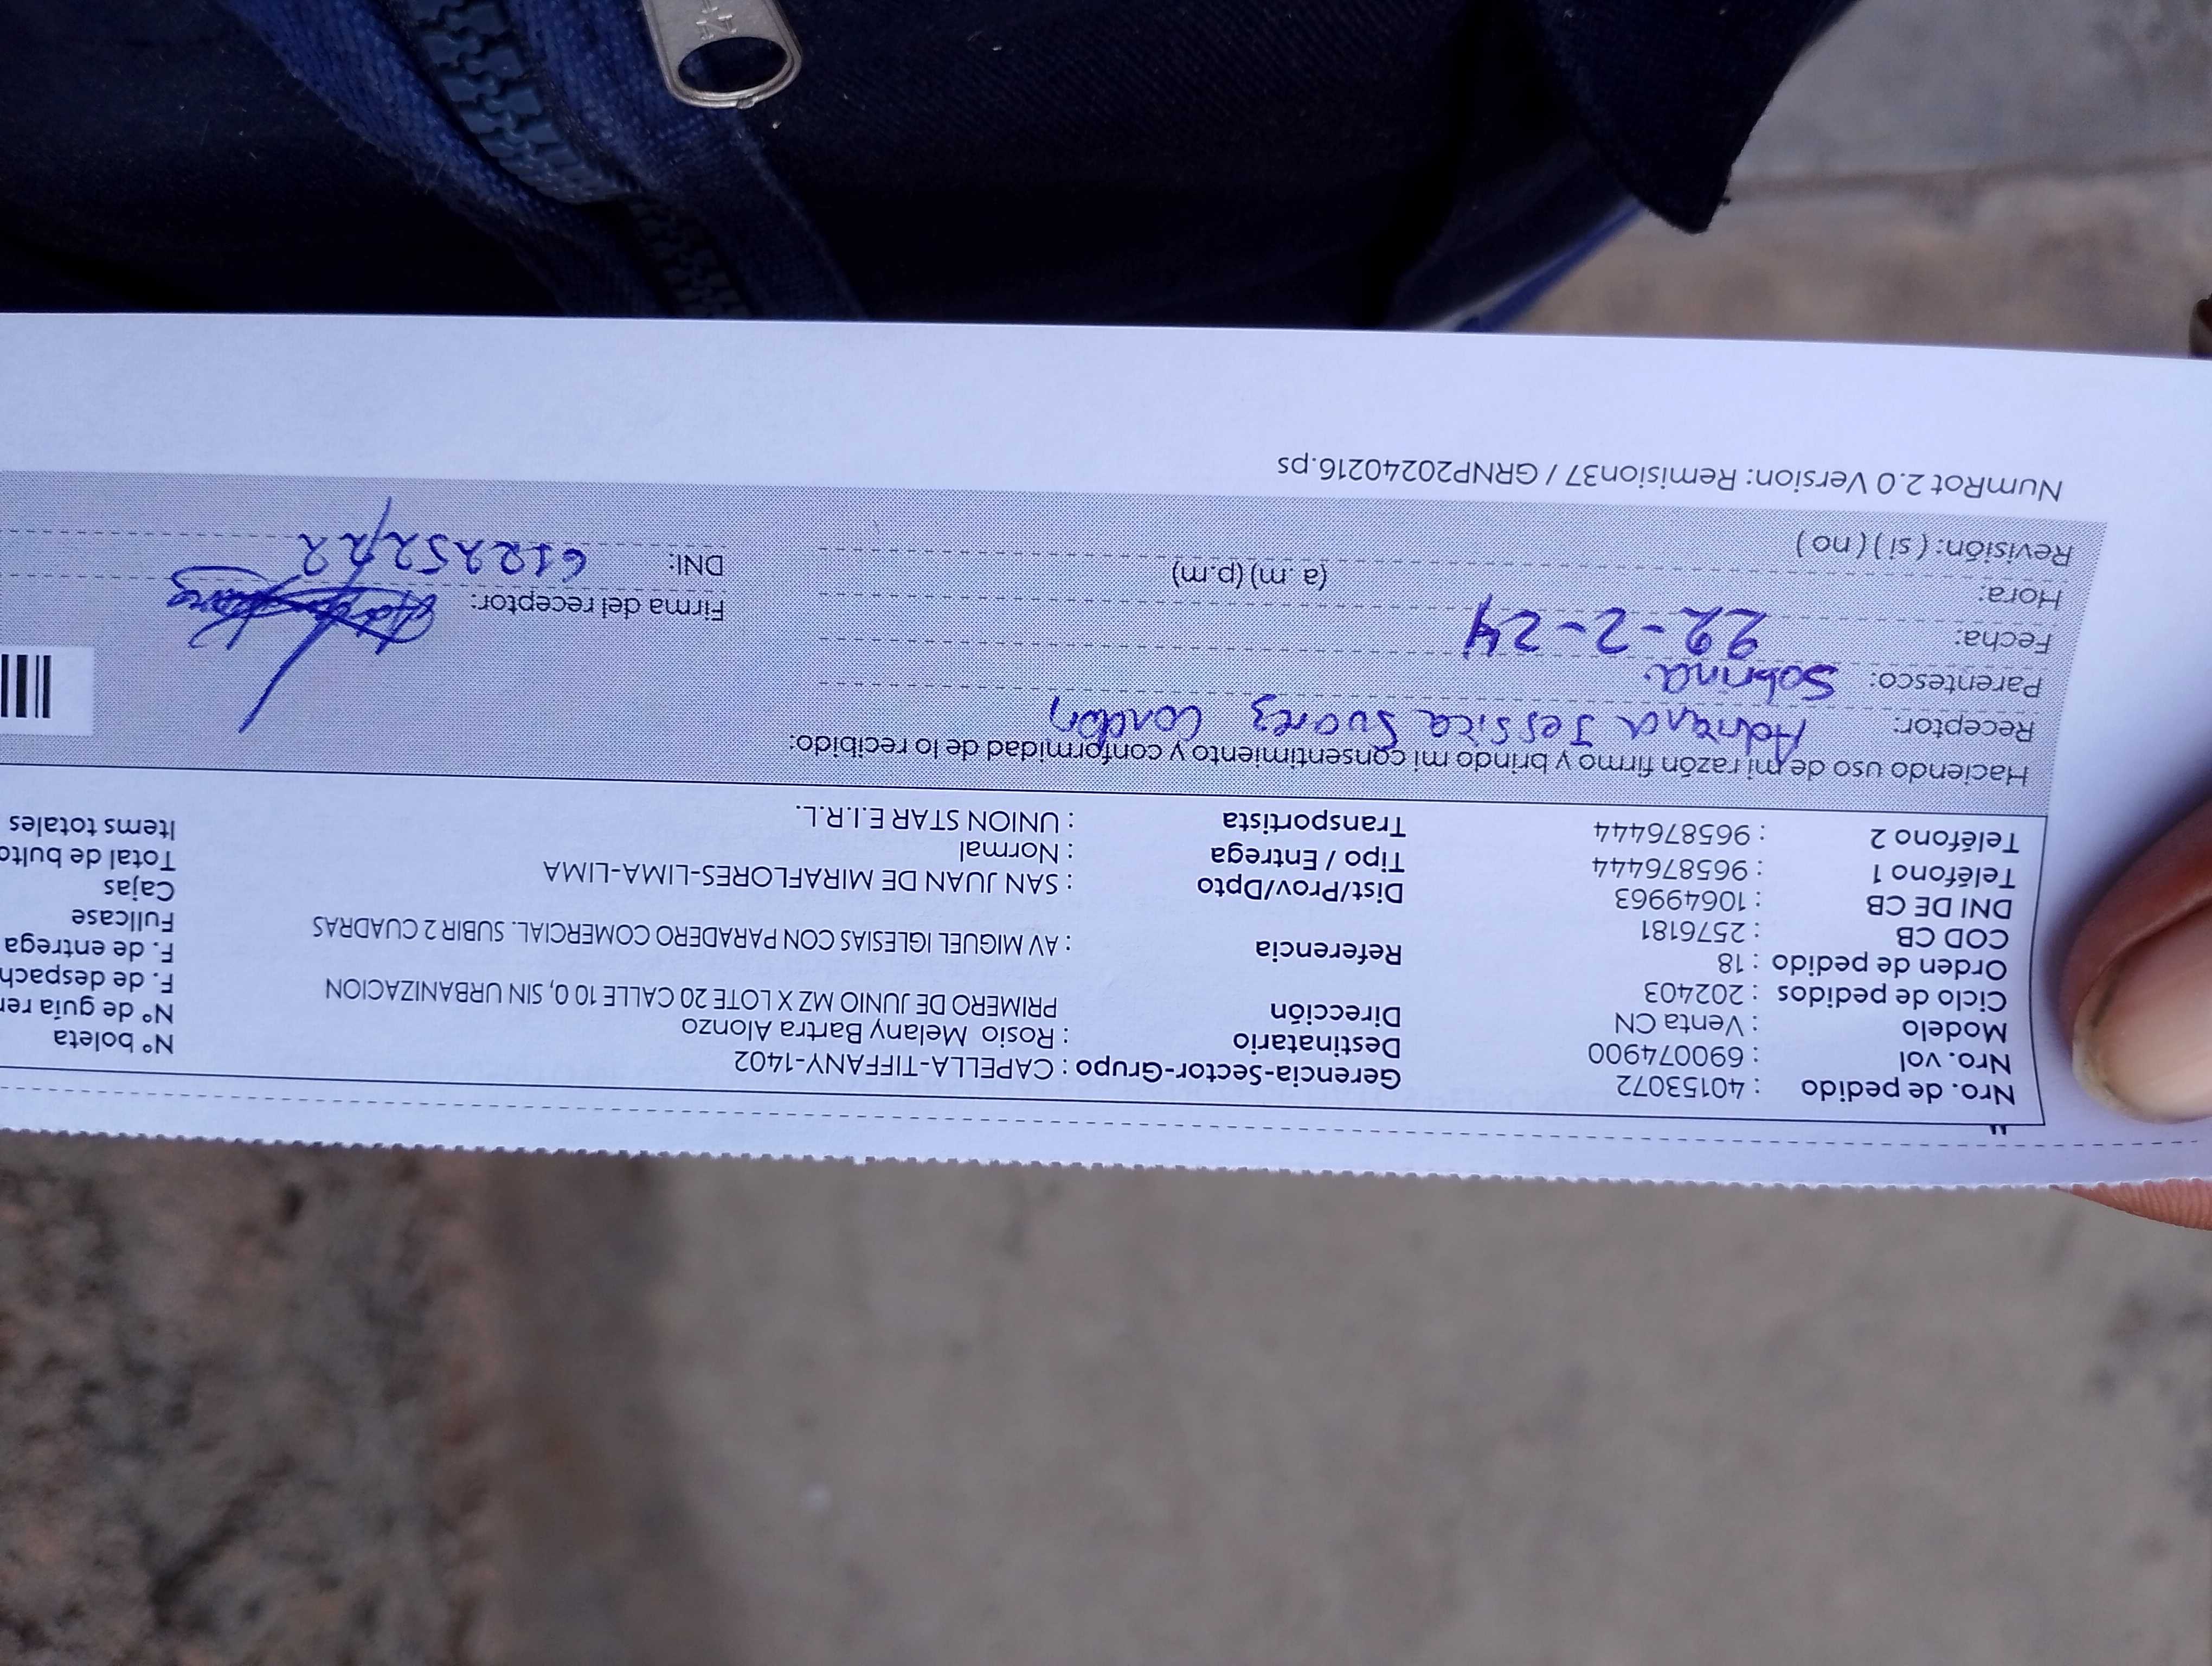 Nro. de pedido : 40153072 Gerencia-Sector-Grupo : CAPELLA-TIFFANY-1402 Nº boleta
Nro. vol : 690074900 Destinatario : Rosio Melany Bartra Alonzo Nº de guía
Modelo : Venta CN Dirección PRIMERO DE JUNIO MZ X LOTE 20 CALLE 10 0, SIN URBANIZACION F. de
Ciclo de pedidos : 202403
Orden de pedido : 18 Referencia : AV MIGUEL IGLESIAS CON PARADERO COMERCIAL. SUBIR 2 CUADRAS F. de entrega
COD CB : 2576181 Fullcase
DNI DE CB : 10649963 Dist/Prov/Dpto : SAN JUAN DE MIRAFLORES-LIMA-LIMA Cajas
Teléfono 1 : 965876444 Tipo / Entrega : Normal Total de
Teléfono 2 : 965876444 Transportista : UNION STAR E.I.R.L. Items totales
Haciendo uso de mi razón firmo y brindo mi consentimiento y conformidad de lo recibido:
Receptor: Adriana Jessica Suarez
Parentesco: Sobrina
Fecha: 22-2-24 Firma del receptor:
Hora: (a.m) (p.m) DNI:
Revisión: ( si ) ( no )
NumRot 2.0 Version: Remision37 / GRNP20240216.ps